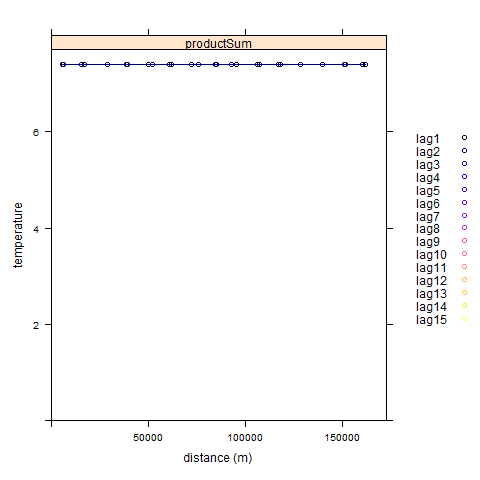 productSum
6
4
2
temperature
50000
100000
150000
distance (m)
lag1
lag2
lag3
lag4
lag5
lag6
lag7
lag8
lag9
lag10
lag11
lag12
lag13
lag14
lag15